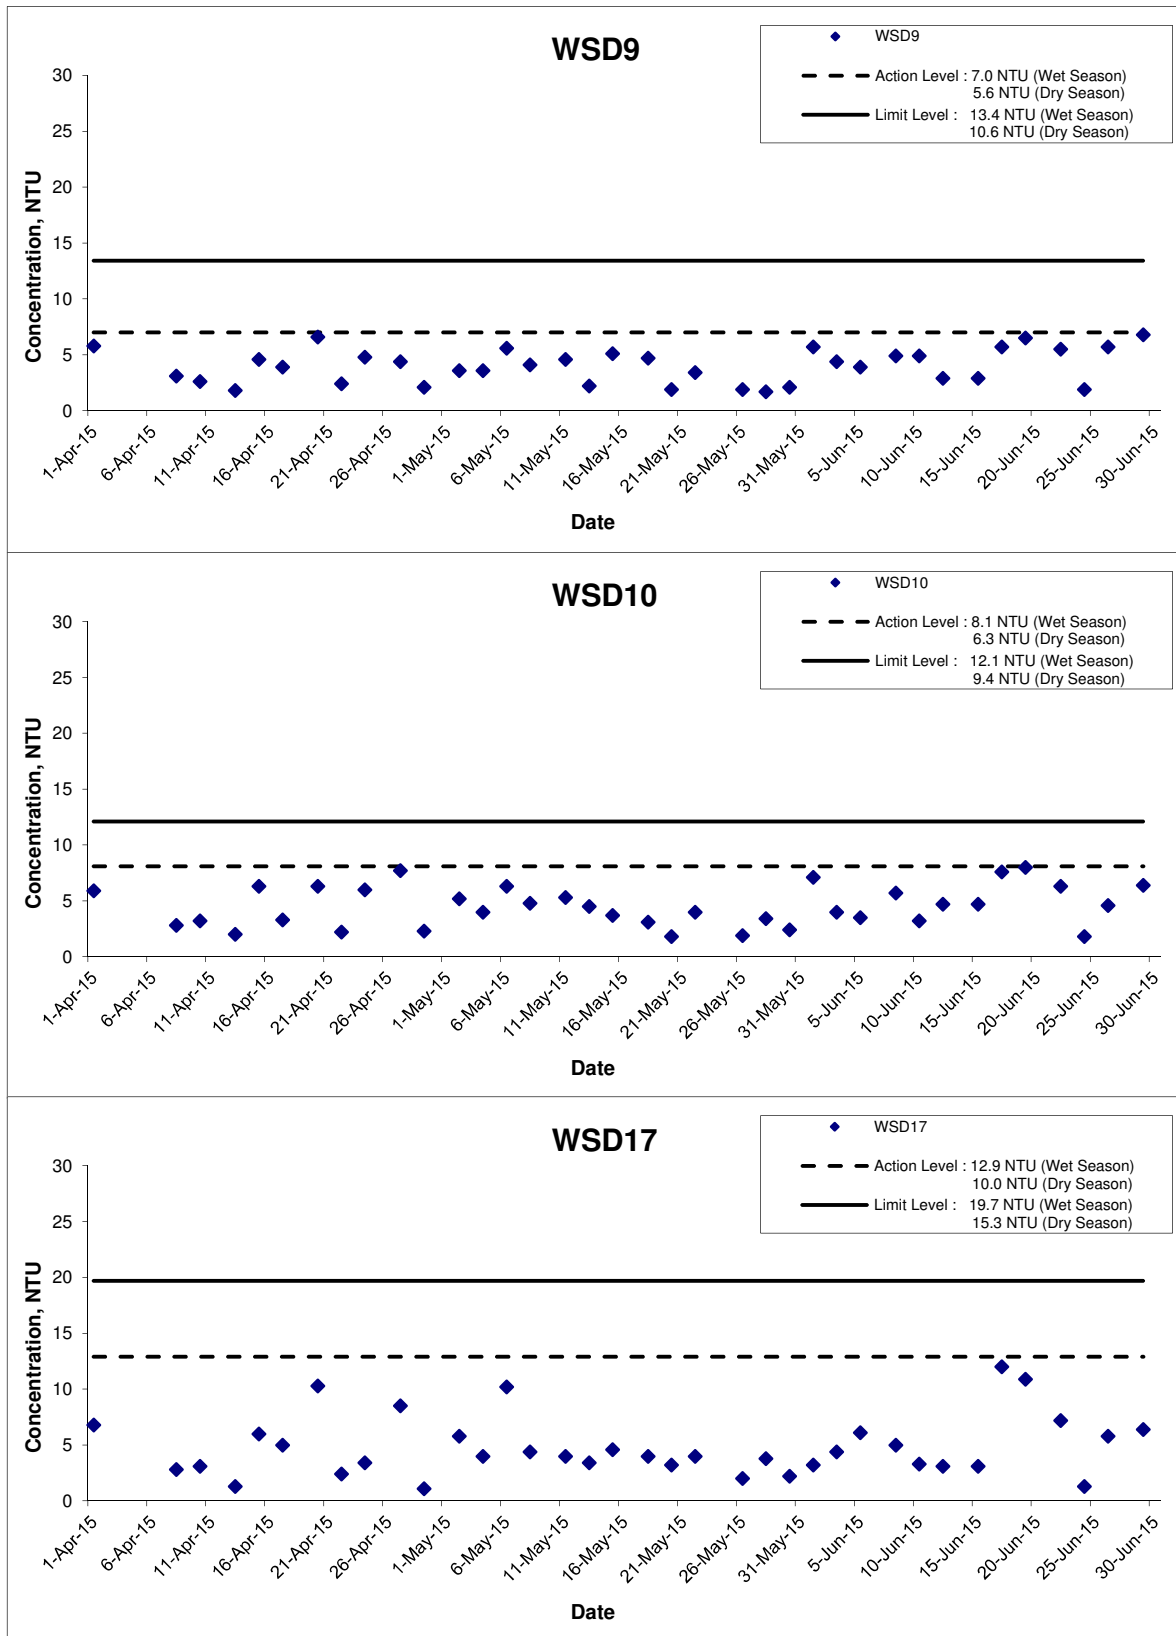 WSD9
WSD9
Action Level : 7.0 NTU (Wet Season)
5.6 NTU (Dry Season)
Limit Level : 13.4 NTU (Wet Season)
10.6 NTU (Dry Season)
Concentration, NTU
30
25
20
15
10
5
0
1-Apr-15 6-Apr-15 11-Apr-15 16-Apr-15 21-Apr-15 26-Apr-15 1-May-15 6-May-15 11-May-15 16-May-15 21-May-15 26-May-15 31-May-15 5-Jun-15 10-Jun-15 15-Jun-15 20-Jun-15 25-Jun-15 30-Jun-15
Date
WSD10
WSD10
Action Level : 8.1 NTU (Wet Season)
6.3 NTU (Dry Season)
Limit Level : 12.1 NTU (Wet Season)
9.4 NTU (Dry Season)
Concentration, NTU
30
25
20
15
10
5
0
1-Apr-15 6-Apr-15 11-Apr-15 16-Apr-15 21-Apr-15 26-Apr-15 1-May-15 6-May-15 11-May-15 16-May-15 21-May-15 26-May-15 31-May-15 5-Jun-15 10-Jun-15 15-Jun-15 20-Jun-15 25-Jun-15 30-Jun-15
Date
WSD17
WSD17
Action Level : 12.9 NTU (Wet Season)
10.0 NTU (Dry Season)
Limit Level : 19.7 NTU (Wet Season)
15.3 NTU (Dry Season)
Concentration, NTU
30
25
20
15
10
5
0
1-Apr-15 6-Apr-15 11-Apr-15 16-Apr-15 21-Apr-15 26-Apr-15 1-May-15 6-May-15 11-May-15 16-May-15 21-May-15 26-May-15 31-May-15 5-Jun-15 10-Jun-15 15-Jun-15 20-Jun-15 25-Jun-15 30-Jun-15
Date